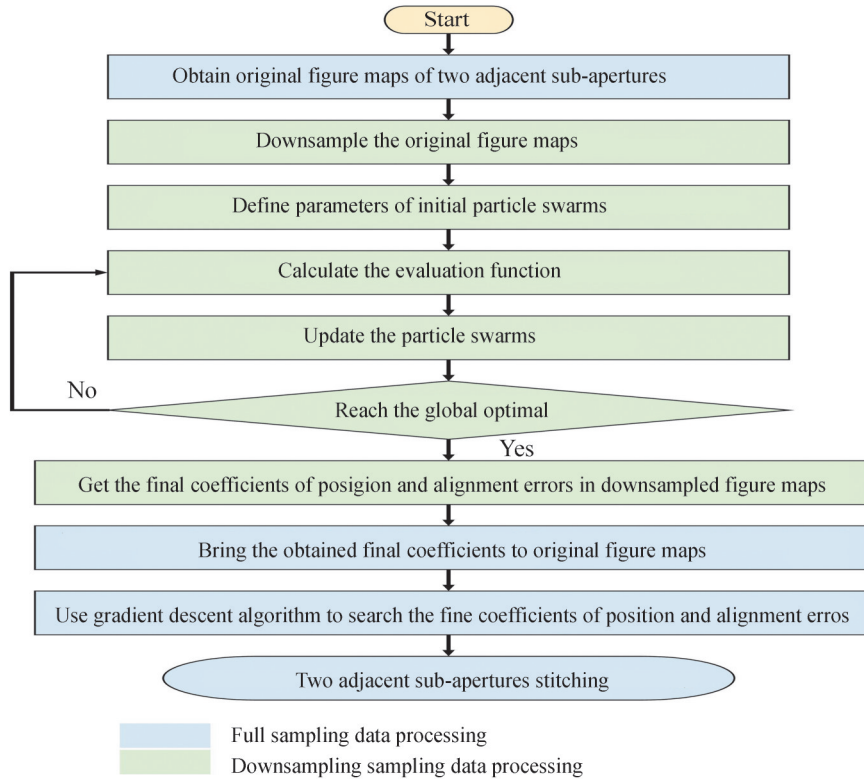 Start
Obtain original figure maps of two adjacent sub-apertures
Downsample the original figure maps
Define parameters of initial particle swarms
Calculate the evaluation function
Update the particle swarms
No
Reach the global optimal
Yes
Get the final coefficients of posigion and alignment errors in downsampled figure maps
Bring the obtained final coefficients to original figure maps
Use gradient descent algorithm to search the fine coefficients of position and alignment erros
Two adjacent sub-apertures stitching
Full sampling data processing
Downsampling sampling data processing